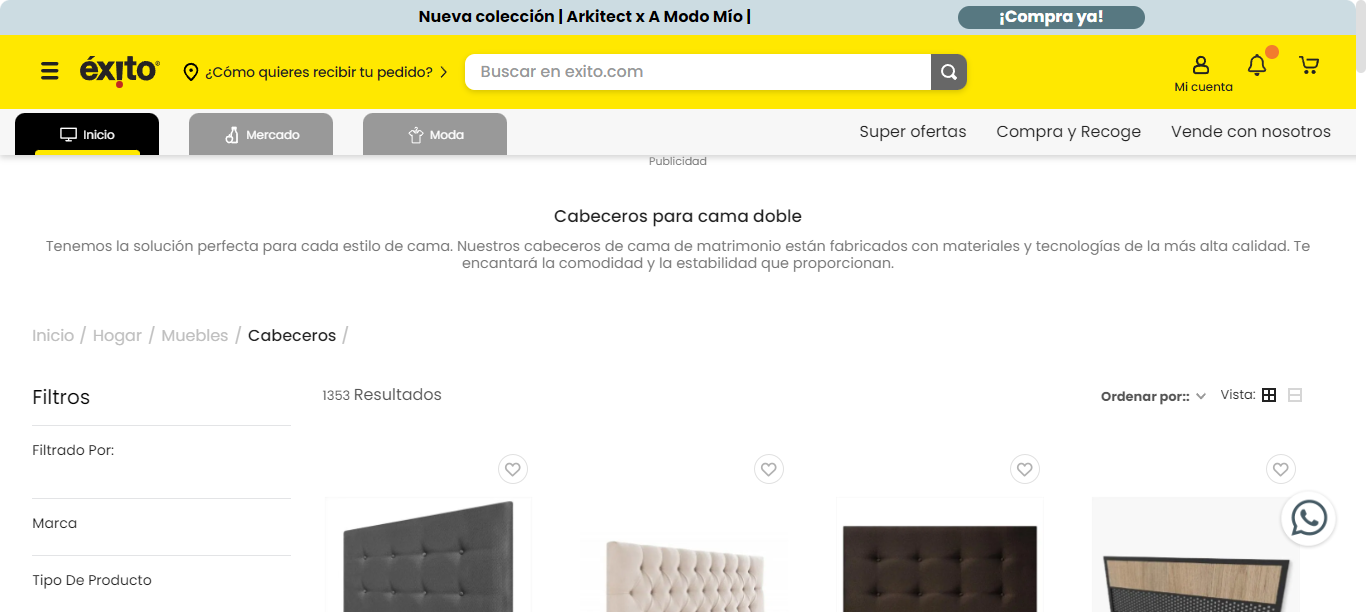 Nueva colección | Arkitect x A Modo Mío |
¡Compra ya!
éxito
¿Cómo quieres recibir tu pedido?
Buscar en exito.com
Mi cuenta
Inicio
Mercado
Moda
Super ofertas
Compra y Recoge
Vende con nosotros
Publicidad
Cabeceros para cama doble
Tenemos la solución perfecta para cada estilo de cama. Nuestros cabeceros de cama de matrimonio están fabricados con materiales y tecnologías de la más alta calidad. Te
encantará la comodidad y la estabilidad que proporcionan.
Inicio / Hogar / Muebles / Cabeceros /
Filtros
1353 Resultados
Ordenar por::
Vista:
Filtrado Por:
Marca
Tipo De Producto